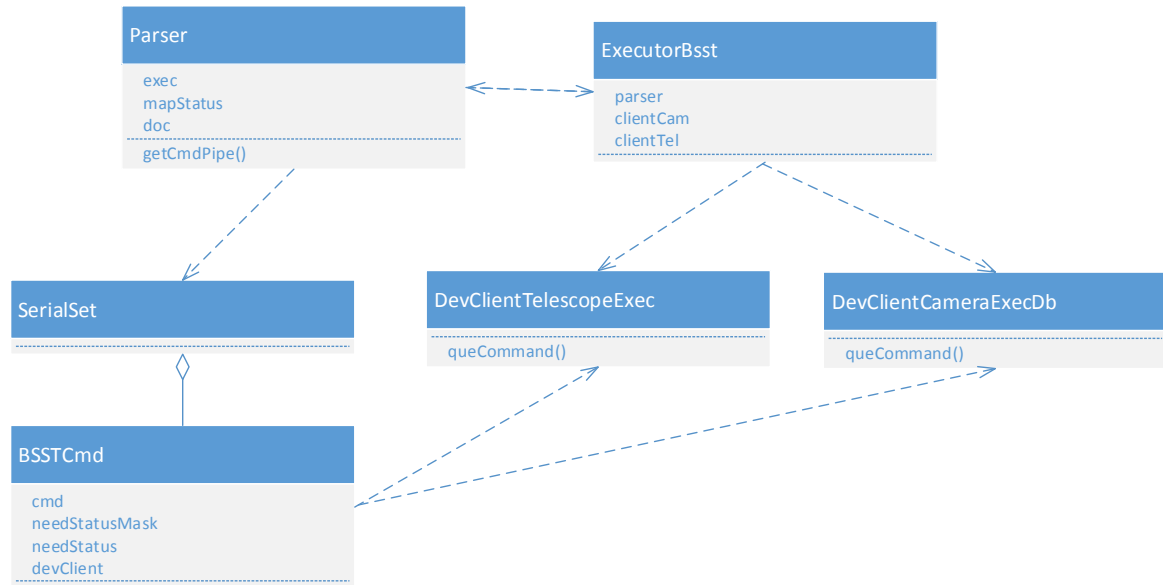 Parser
exec
mapStatus
doc
getCmdPipe()
ExecutorBsst
parser
clientCam
clientTel
SerialSet
DevClientTelescopeExec
queCommand()
DevClientCameraExecDb
queCommand()
BSSTCmd
cmd
needStatusMask
needStatus
devClient